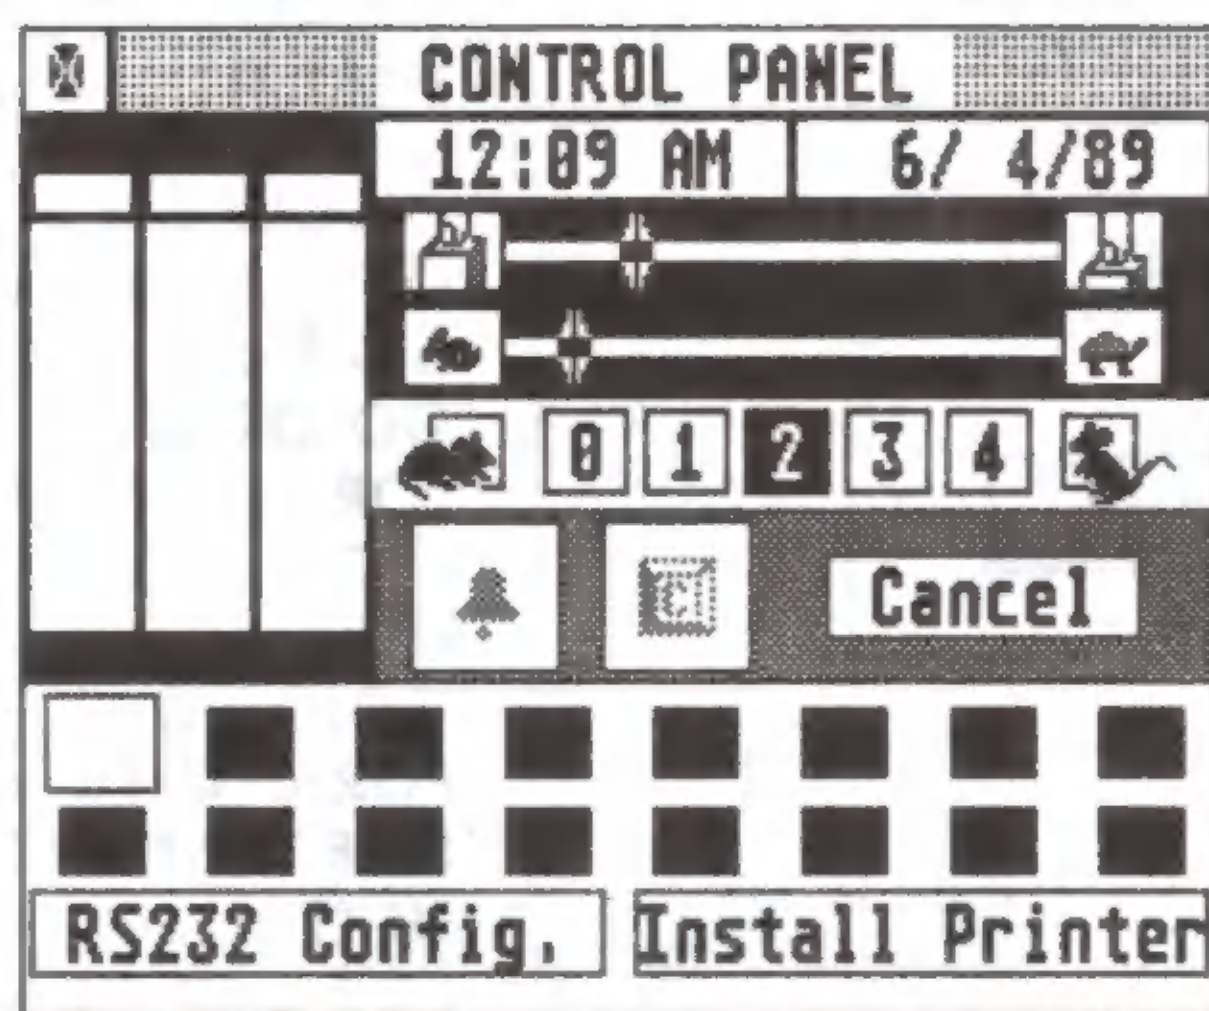 CONTROL PANEL
12:09 AM 6/ 4/89
0 1 2 3 4
C
Cancel
RS232 Config. Install Printer